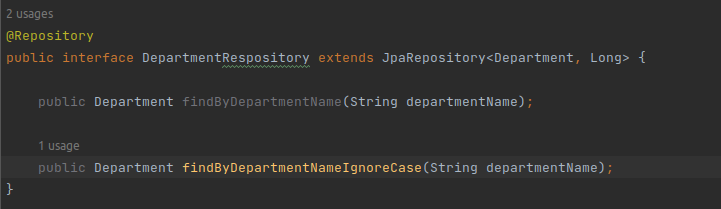 2 usages
@Repository
public interface DepartmentRespository extends JpaRepository<Department, Long> {
public Department findByDepartmentName(String departmentName);
1 usage
public Department findByDepartmentNameIgnoreCase(String departmentName);
}